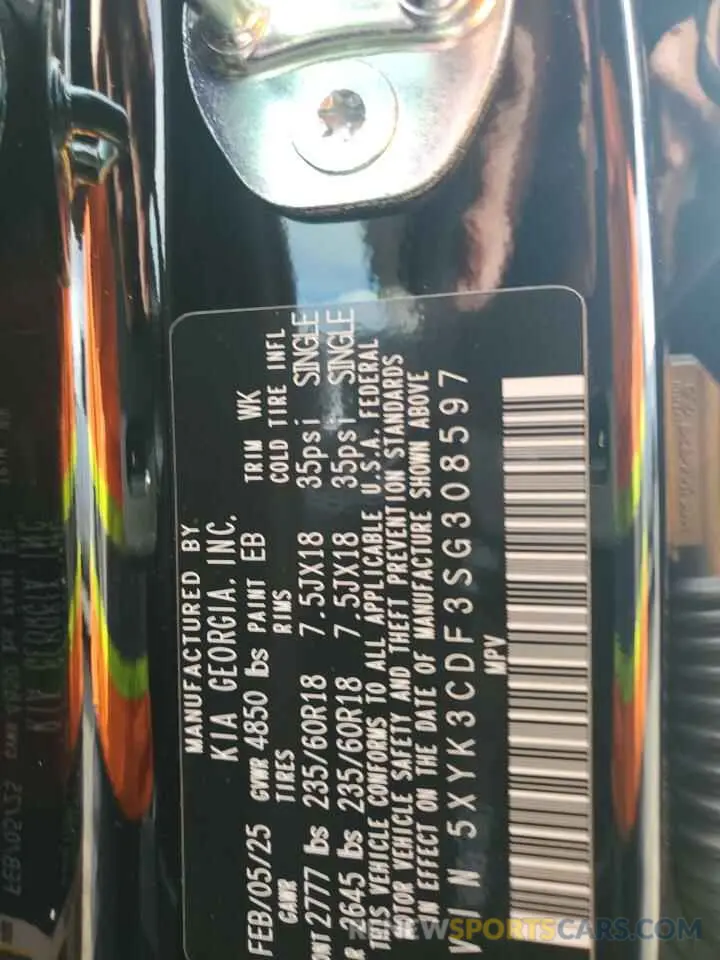 MANUFACTURED BY
KIA GEORGIA, INC.
FEB/05/25 GVWR 4850 lbs PAINT EB TRIM WK
GAWR TIRES RIMS COLD TIRE INFL
ONT 2777 lbs 235/60R18 7.5JX18 35psi SINGLE
R 2645 lbs 235/60R18 7.5JX18 35psi SINGLE
THIS VEHICLE CONFORMS TO ALL APPLICABLE U.S.A. FEDERAL
MOTOR VEHICLE SAFETY AND THEFT PREVENTION STANDARDS
IN EFFECT ON THE DATE OF MANUFACTURE SHOWN ABOVE
VIN 5XYK3CDF3SG308597
MPV
RENEWSPORTSCARS.COM